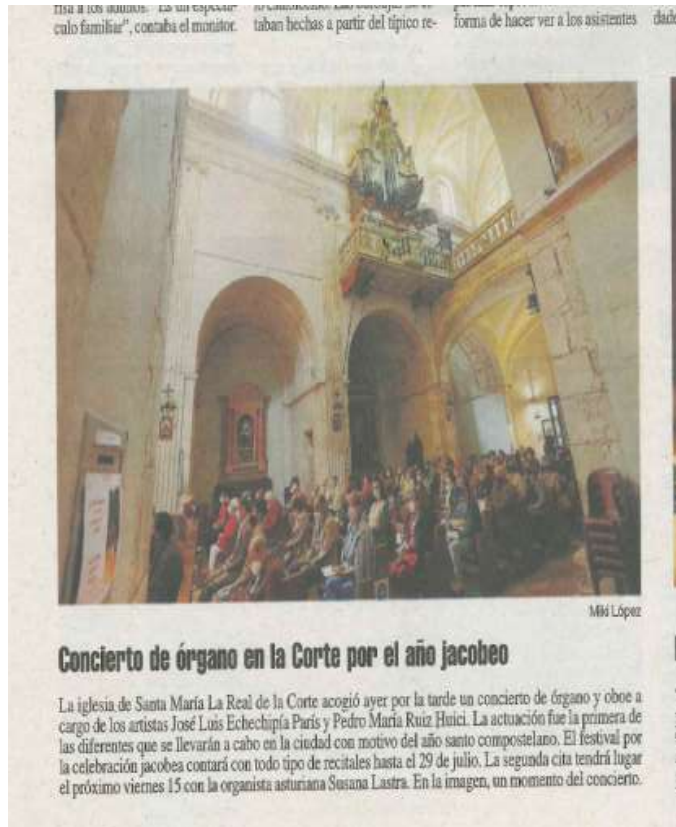 culo familiar", contaba el monitor.
taban hechas a partir del típico re-
forma de hacer ver a los asistentes
Miki López
Concierto de órgano en la Corte por el año jacobeo
La iglesia de Santa María La Real de la Corte acogió ayer por la tarde un concierto de órgano y oboe a
cargo de los artistas José Luis Echechipía París y Pedro María Ruiz Huici. La actuación fue la primera de
las diferentes que se llevarán a cabo en la ciudad con motivo del año santo compostelano. El festival por
la celebración jacobea contará con todo tipo de recitales hasta el 29 de julio. La segunda cita tendrá lugar
el próximo viernes 15 con la organista asturiana Susana Lastra. En la imagen, un momento del concierto.